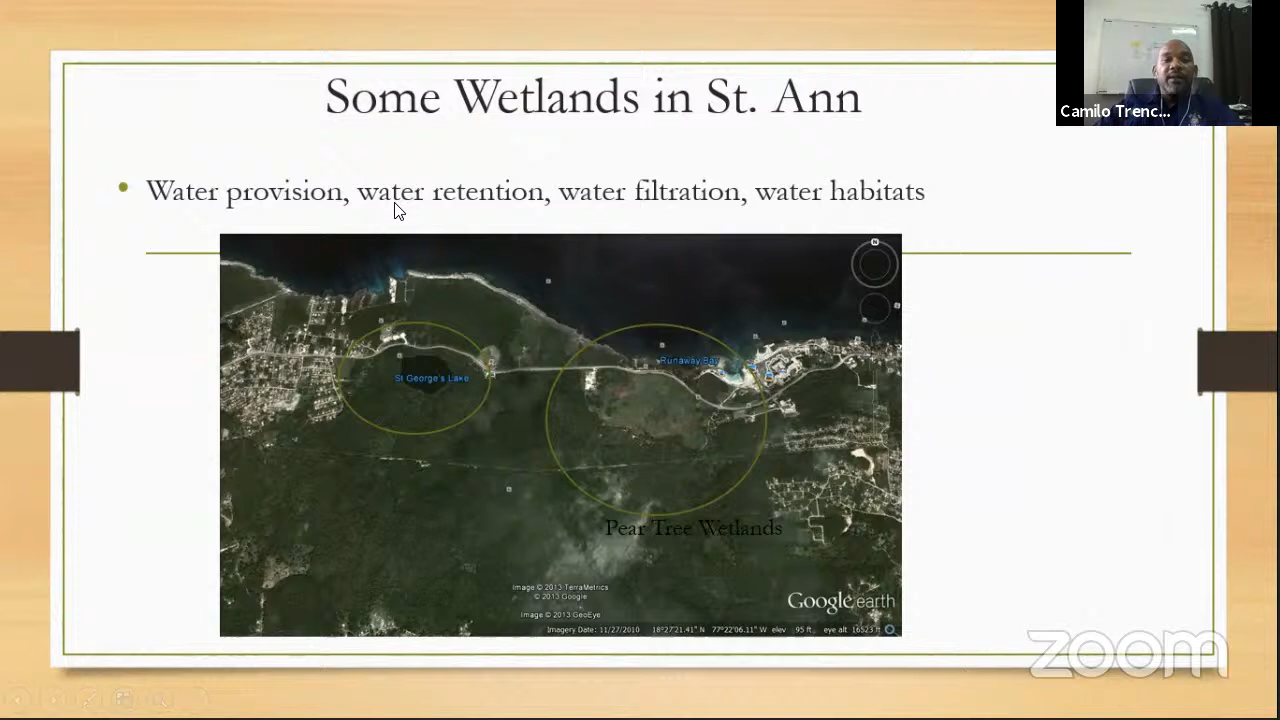 Some Wetlands in St. Ann
Camilo Trenc...
• Water provision, water retention, water filtration, water habitats
N
Runaway Bay
St George's Lake
Pear Tree Wetlands
Image © 2013 TerraMetrics
© 2013 Google
Image © 2013 GeoEye
Google earth
Imagery Date: 11/27/2010 18°27'21.41" N 77°22'06.11" W elev 95 ft eye alt 16523 ft
zoom